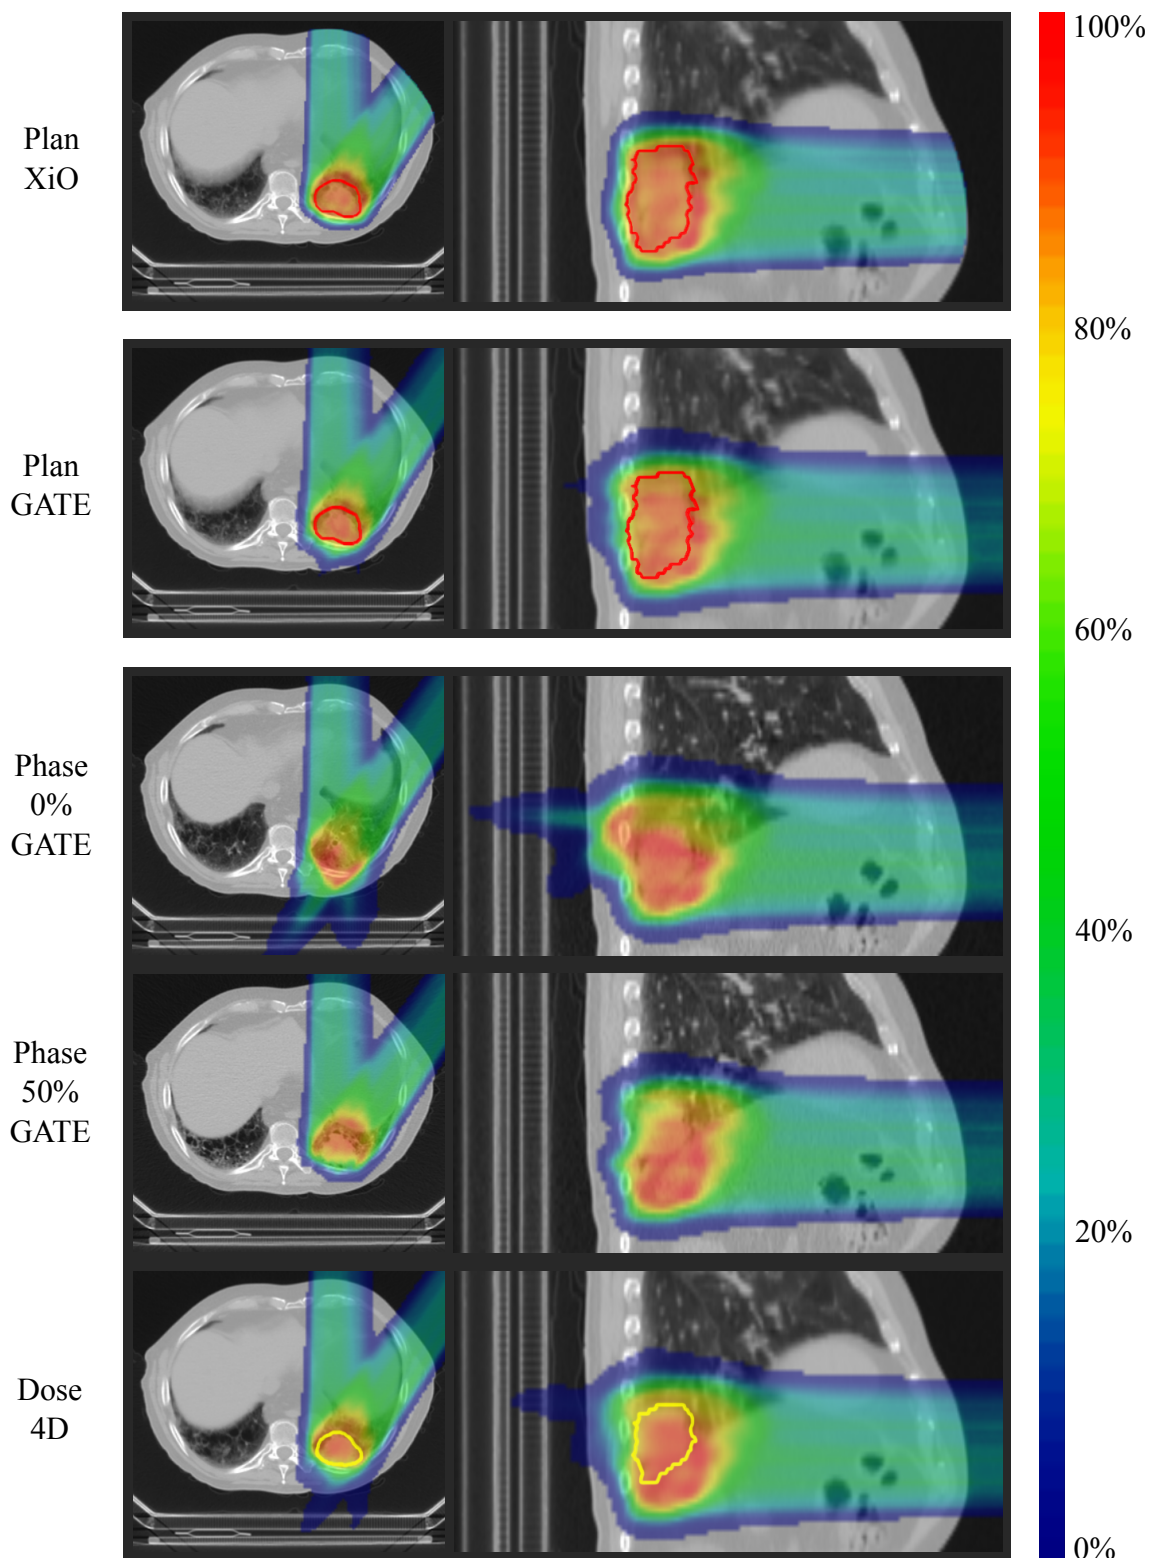 100%
Plan
XiO
80%
Plan
GATE
60%
Phase
0%
GATE
40%
Phase
50%
GATE
20%
Dose
4D
0%